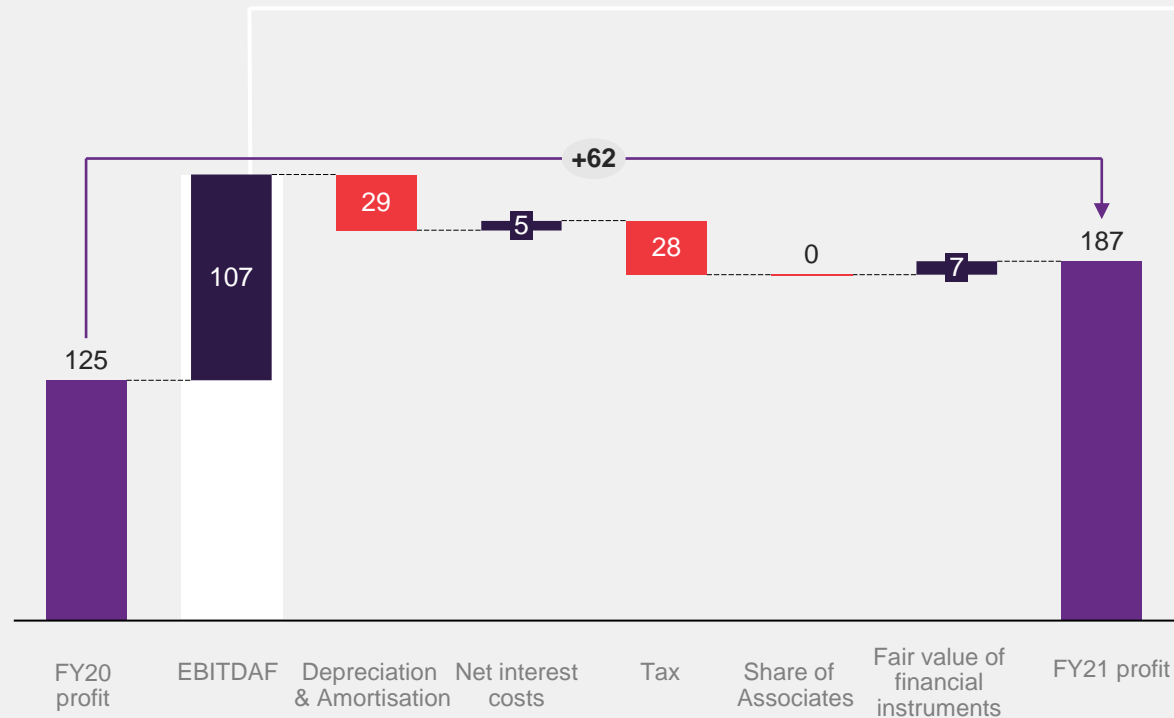 +62
29
5
107
28
0
7
187
125
FY20
profit
EBITDAF
Depreciation
& Amortisation
Net interest
costs
Tax
Share of
Associates
Fair value of
financial
instruments
FY21 profit